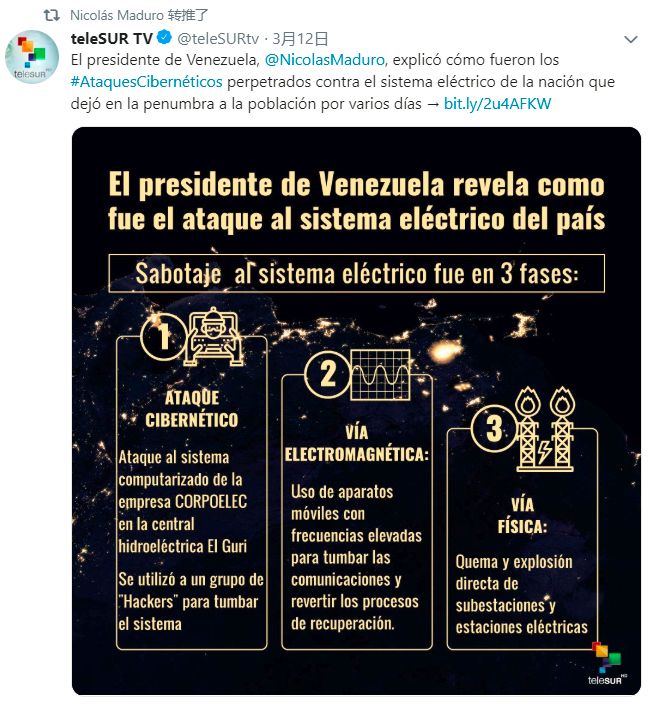 Nicolás Maduro 转推了
teleSUR TV @teleSURtv · 3月12日
El presidente de Venezuela, @NicolasMaduro, explicó cómo fueron los
#AtaquesCibernéticos perpetrados contra el sistema eléctrico de la nación que
dejó en la penumbra a la población por varios días → bit.ly/2u4AFKW
El presidente de Venezuela revela como
fue el ataque al sistema eléctrico del país
Sabotaje al sistema eléctrico fue en 3 fases:
1
ATAQUE
CIBERNÉTICO
Ataque al sistema
computarizado de la
empresa CORPOELEC
en la central
hidroeléctrica El Guri
Se utilizó a un grupo de
"Hackers" para tumbar
el sistema
2
VÍA
ELECTROMAGNÉTICA:
Uso de aparatos
móviles con
frecuencias elevadas
para tumbar las
comunicaciones y
revertir los procesos
de recuperación.
3
VÍA
FÍSICA:
Quema y explosión
directa de
subestaciones y
estaciones eléctricas
teleSUR HD
teleSUR